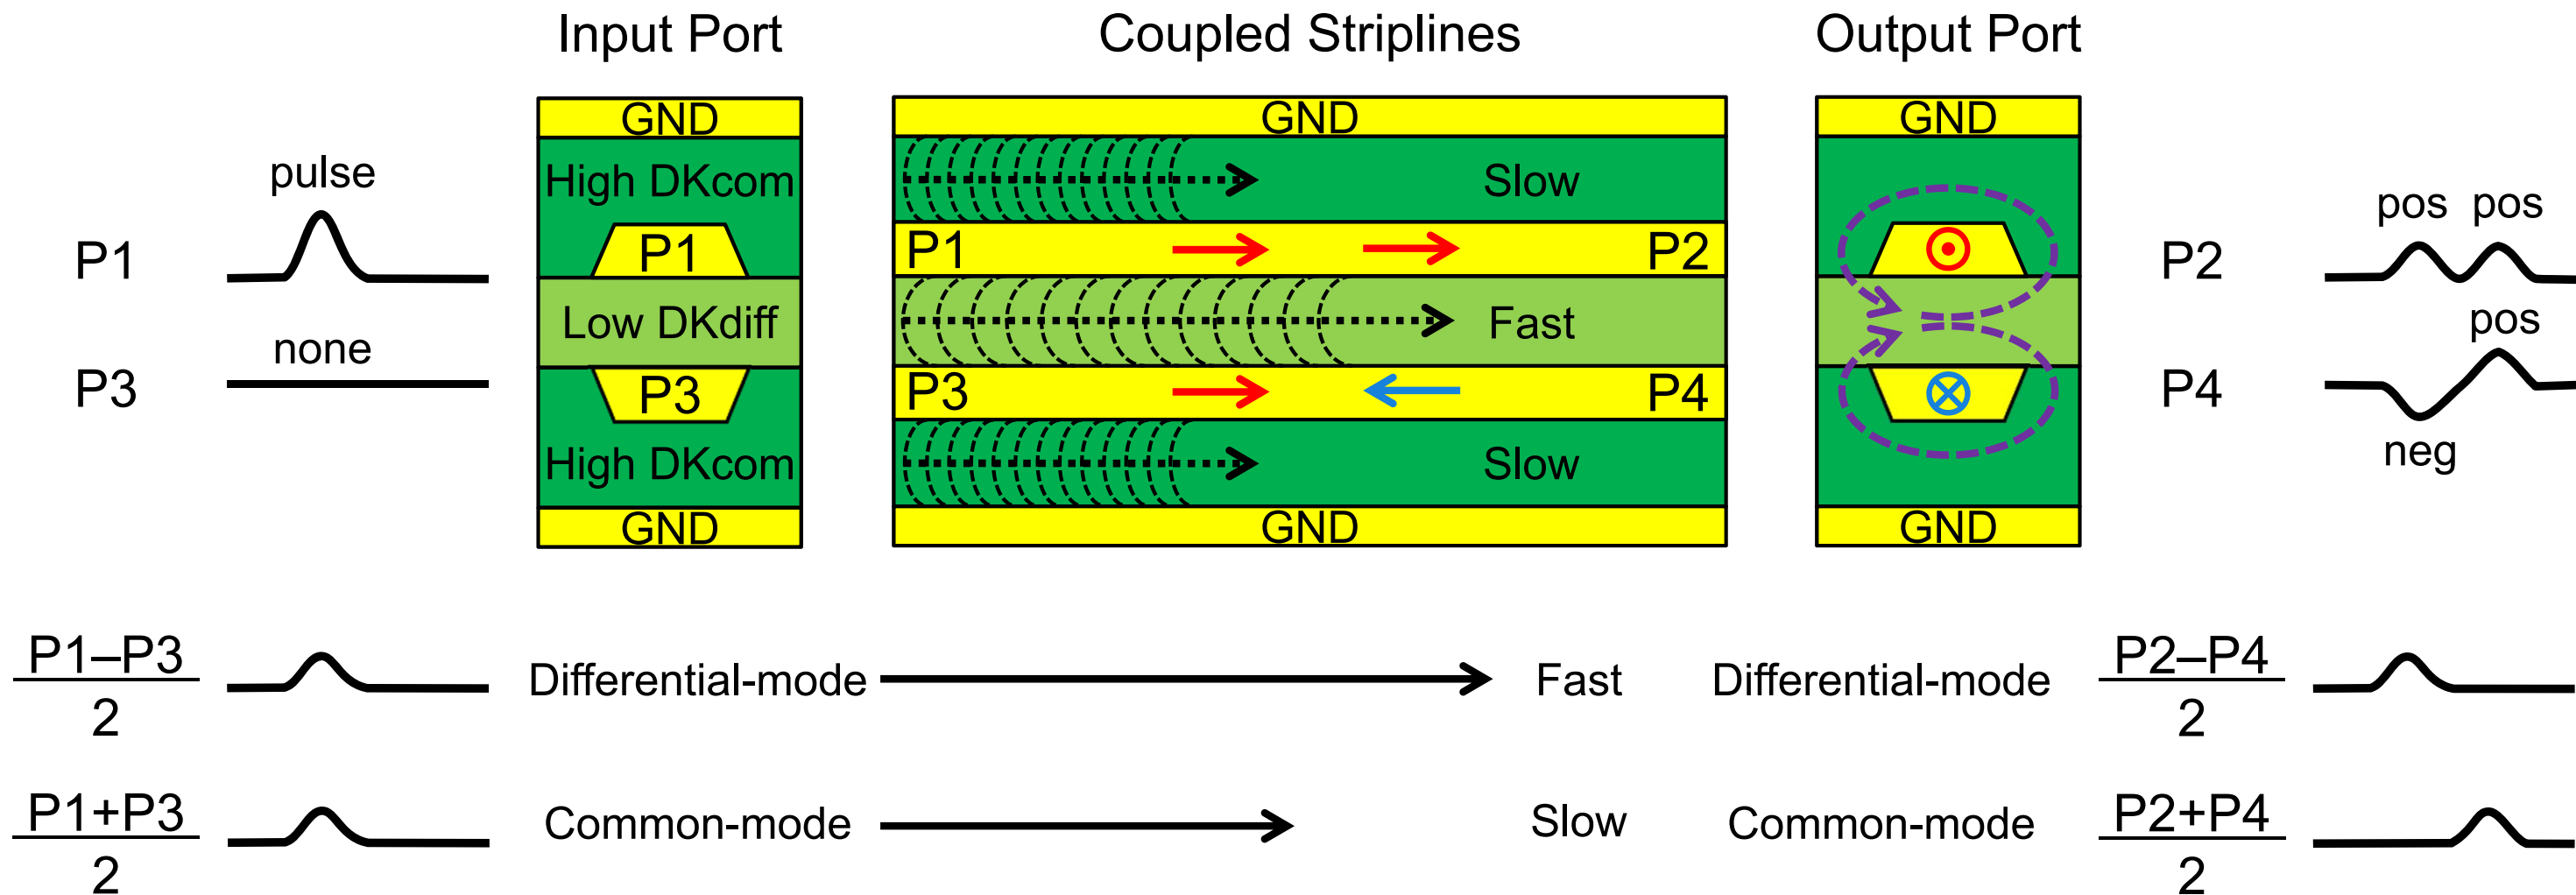 Input Port
Coupled Striplines
Output Port
GND
GND
GND
pulse
High DKcom
Slow
pos pos
P1
P1
P1
P2
P2
none
Low DKdiff
Fast
pos
P3
P3
P3
P4
P4
High DKcom
Slow
neg
GND
GND
GND
P1–P3
2
Differential-mode
Fast
Differential-mode
P2–P4
2
P1+P3
2
Common-mode
Slow
Common-mode
P2+P4
2